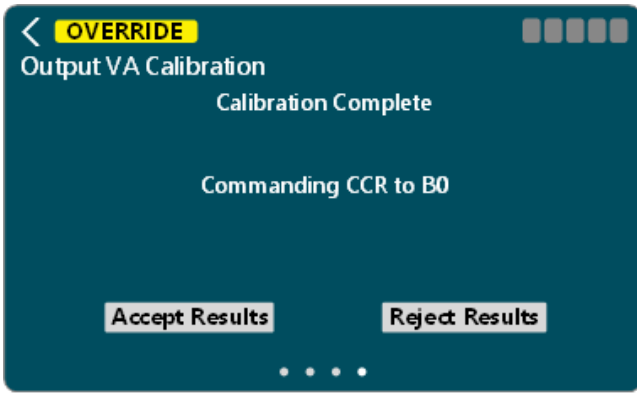 OVERRIDE
Output VA Calibration
Calibration Complete
Commanding CCR to B0
Accept Results Reject Results